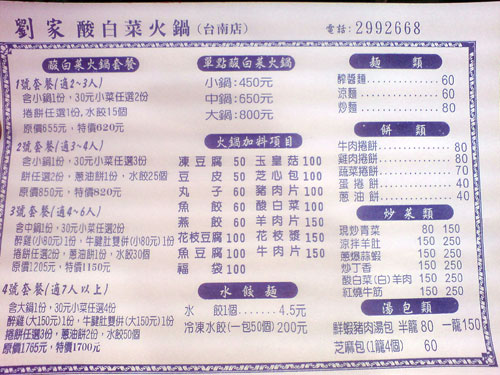 劉家酸白菜火鍋(台南店) 電話:2992668
酸白菜火鍋套餐
1號套餐(適2~3人)
含小鍋1份,30元小菜任選2份
捲餅任選1份,水餃15個
原價655元,特價620元
2號套餐(適3~4人)
含小鍋1份,30元小菜任選3份
餅任選2份,蔥油餅1份,水餃25個
原價850元,特價820元
3號套餐(適4~6人)
含中鍋1份,30元小菜任選2份
醉雞(小80元)1份,牛腱肚雙併(小80元)1份
捲餅任選2份,蔥油餅1份,水餃30個
原價1205元,特價1150元
4號套餐(適7人以上)
含大鍋1份,30元小菜任選4份
醉雞(大150元)1份,牛腱肚雙併(大150元)1份
捲餅任選3份,蔥油餅2份,水餃50個
原價1765元,特價1700元
單點酸白菜火鍋
小鍋:450元
中鍋:650元
大鍋:800元
火鍋加料項目
凍豆腐 50 玉皇菇 100
豆皮 50 芝心包 100
丸子 60 豬肉片 100
魚餃 60 酸白菜 100
燕餃 60 羊肉片 150
花枝豆腐 100 花枝漿 150
魚豆腐 100 牛肉片 150
福袋 100
水餃麵
水餃1個..........4.5元
冷凍水餃(一包50個)200元
麵類
醡醬麵..........60
涼麵..........60
炒麵..........60
餅類
牛肉捲餅..........80
雞肉捲餅..........80
蔬菜捲餅..........70
蛋捲餅..........40
蔥油餅..........40
炒菜類
現炒青菜 80 150
涼拌羊肚 150 250
蔥爆蒜蝦 150 250
炒丁香 150 250
酸白菜(白)羊肉 150 250
紅燒牛筋 150 250
湯包類
鮮蝦豬肉湯包 半籠80 一籠150
芝麻包(1籠4個) 60